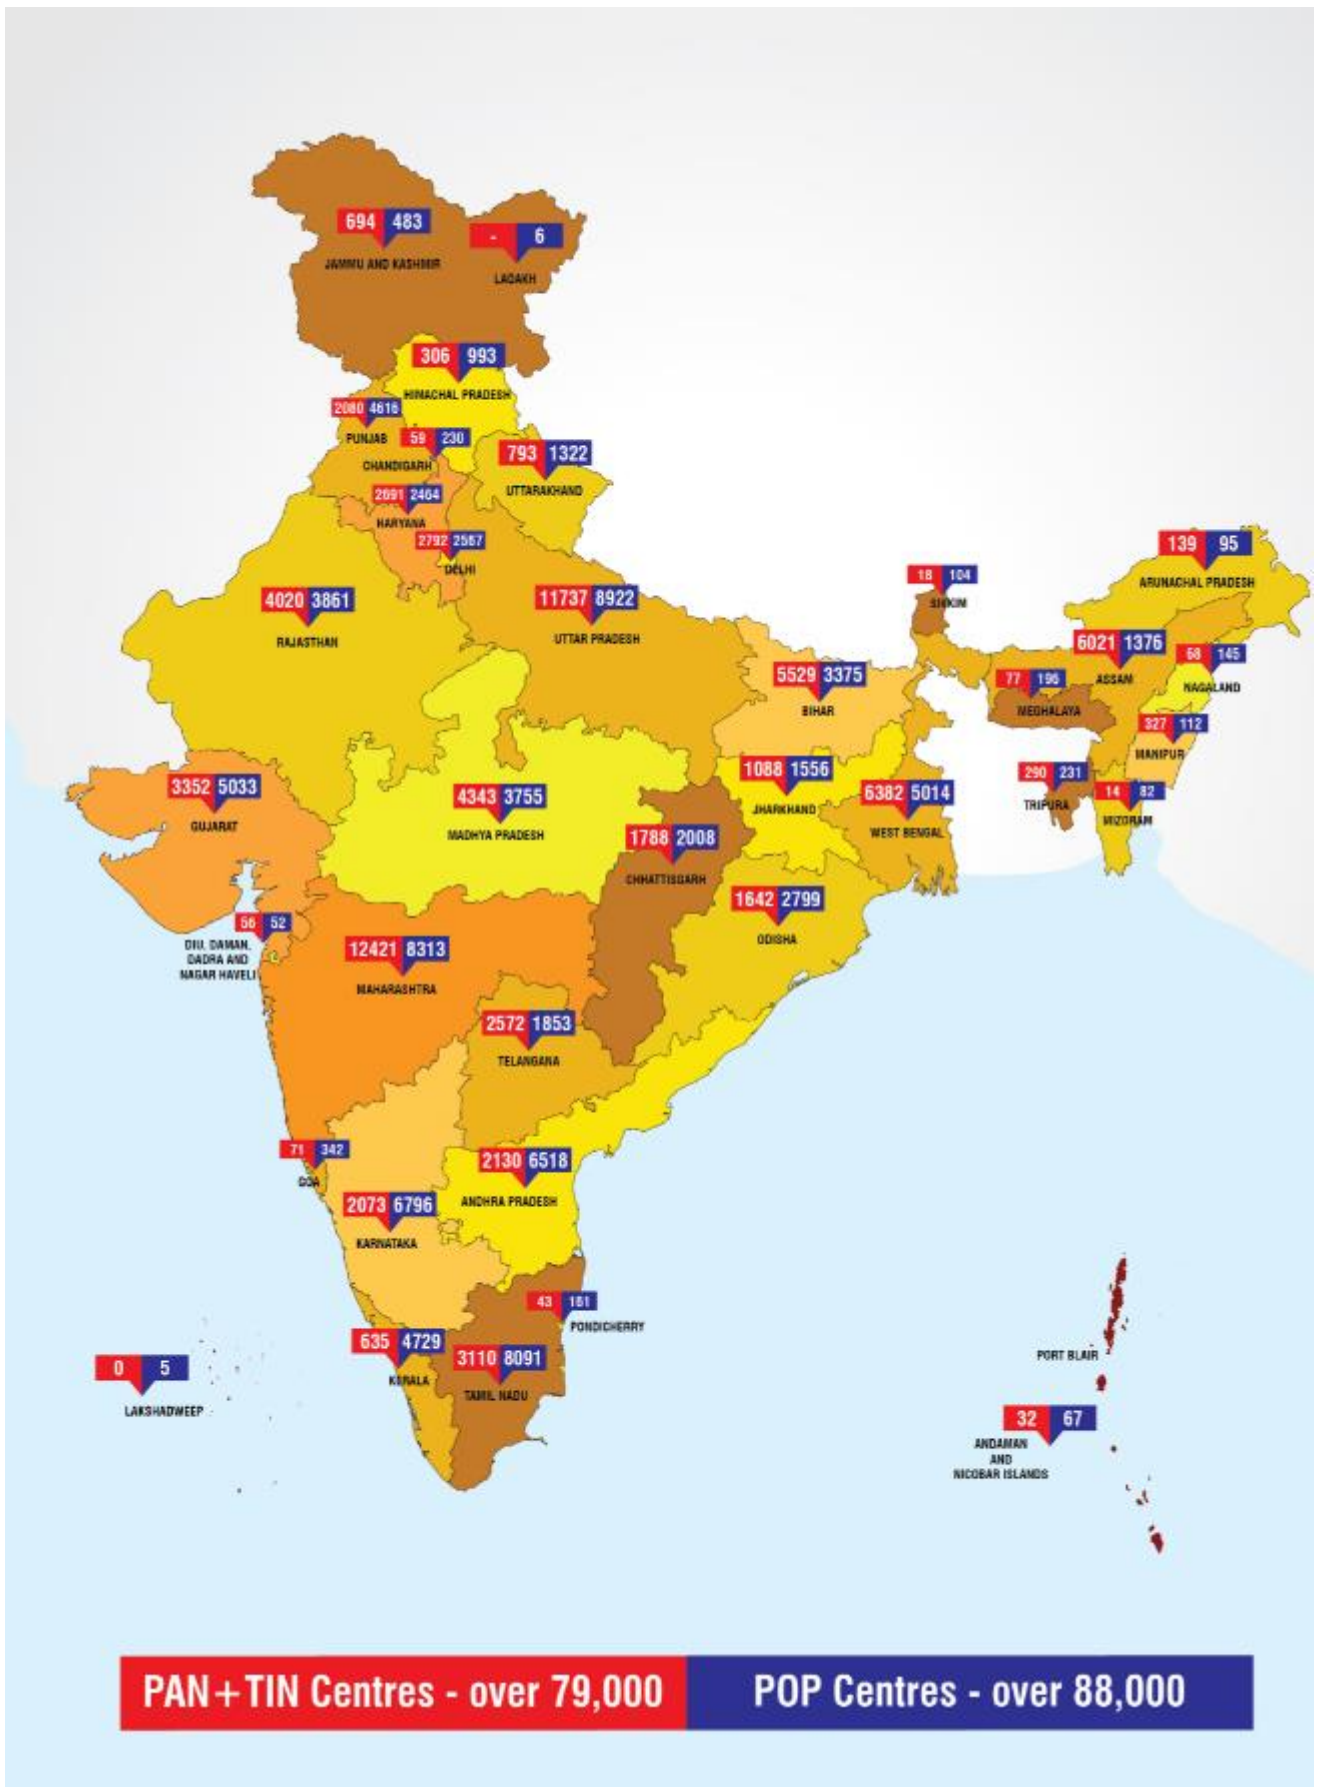 694 483
JAMMU AND KASHMIR
- 6
LADAKH
306 993
HIMACHAL PRADESH
2080 4616
PUNJAB
59 230
CHANDIGARH
793 1322
UTTARAKHAND
2691 2464
HARYANA
2792 2567
DELHI
139 95
ARUNACHAL PRADESH
18 104
SIKKIM
4020 3861
RAJASTHAN
11737 8922
UTTAR PRADESH
6021 1376
ASSAM
68 145
NAGALAND
5529 3375
BIHAR
77 196
MEGHALAYA
327 112
MANIPUR
1088 1556
JHARKHAND
290 231
TRIPURA
14 82
MIZORAM
3352 5033
GUJARAT
4343 3755
MADHYA PRADESH
6382 5014
WEST BENGAL
1788 2008
CHHATTISGARH
1642 2799
ODISHA
56 52
DIU, DAMAN,
DADRA AND
NAGAR HAVELI
12421 8313
MAHARASHTRA
2572 1853
TELANGANA
71 342
GOA
2130 6518
ANDHRA PRADESH
2073 6796
KARNATAKA
43 161
PONDICHERRY
635 4729
KERALA
3110 8091
TAMIL NADU
0 5
LAKSHADWEEP
PORT BLAIR
32 67
ANDAMAN
AND
NICOBAR ISLANDS
PAN+TIN Centres - over 79,000
POP Centres - over 88,000